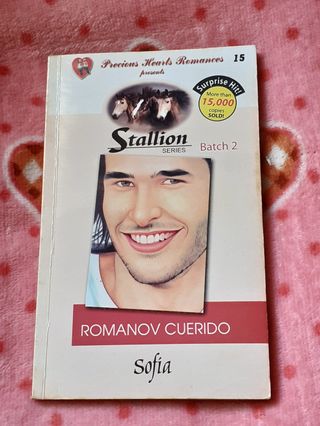 Precious Hearts Romances 15
presents
Surprise Hit!
More than
15,000
copies
SOLD!
Stallion
SERIES
Batch 2
ROMANOV CUERIDO
Sofia